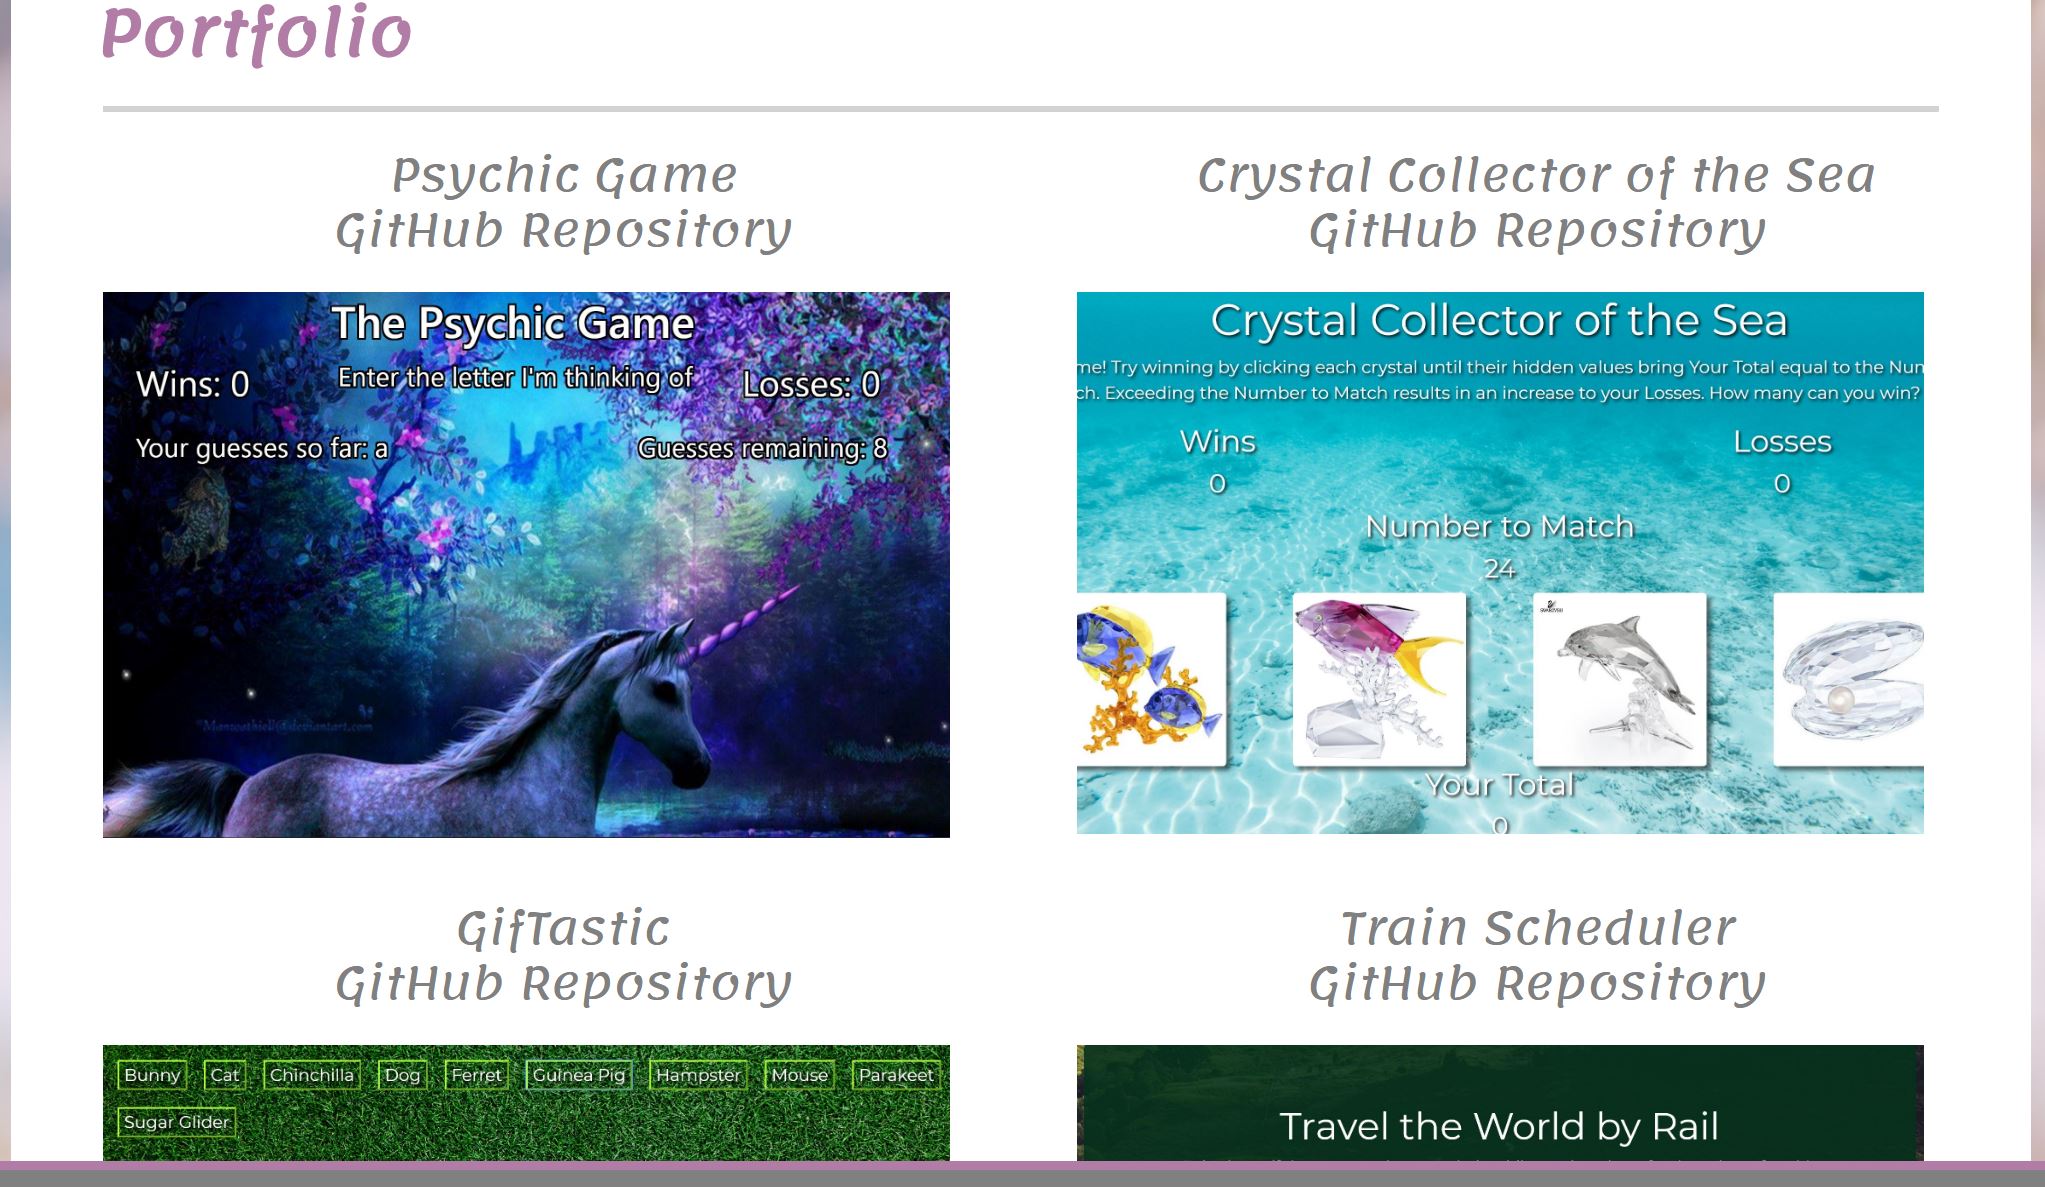 Portfolio
Psychic Game
GitHub Repository
Crystal Collector of the Sea
GitHub Repository
The Psychic Game
Enter the letter I'm thinking of
Wins: 0
Losses: 0
Your guesses so far: a
Guesses remaining: 8
Crystal Collector of the Sea
me! Try winning by clicking each crystal until their hidden values bring Your Total equal to the Num
ch. Exceeding the Number to Match results in an increase to your Losses. How many can you win?
Wins
0
Losses
0
Number to Match
24
Your Total
0
GifTastic
GitHub Repository
Train Scheduler
GitHub Repository
Bunny Cat Chinchilla Dog Ferret Guinea Pig Hampster Mouse Parakeet
Sugar Glider
Travel the World by Rail